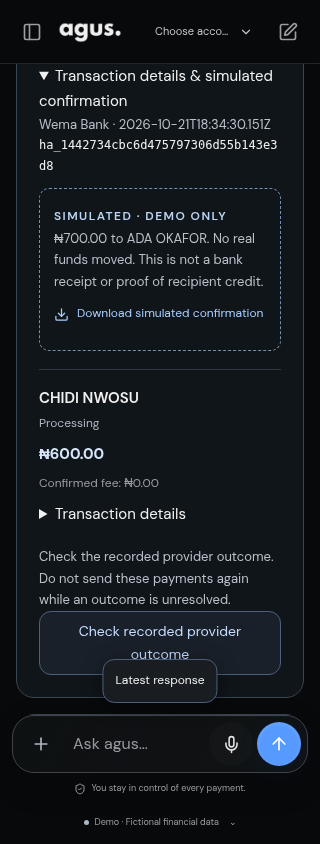 agus.
Choose acco...
Transaction details & simulated
confirmation
Wema Bank · 2026-10-21T18:34:30.151Z
ha_1442734cbc6d475797306d55b143e3
d8
SIMULATED · DEMO ONLY
₦700.00 to ADA OKAFOR. No real
funds moved. This is not a bank
receipt or proof of recipient credit.
Download simulated confirmation
CHIDI NWOSU
Processing
₦600.00
Confirmed fee: ₦0.00
Transaction details
Check the recorded provider outcome.
Do not send these payments again
while an outcome is unresolved.
Check recorded provider
outcome
Latest response
Ask agus...
You stay in control of every payment.
Demo · Fictional financial data